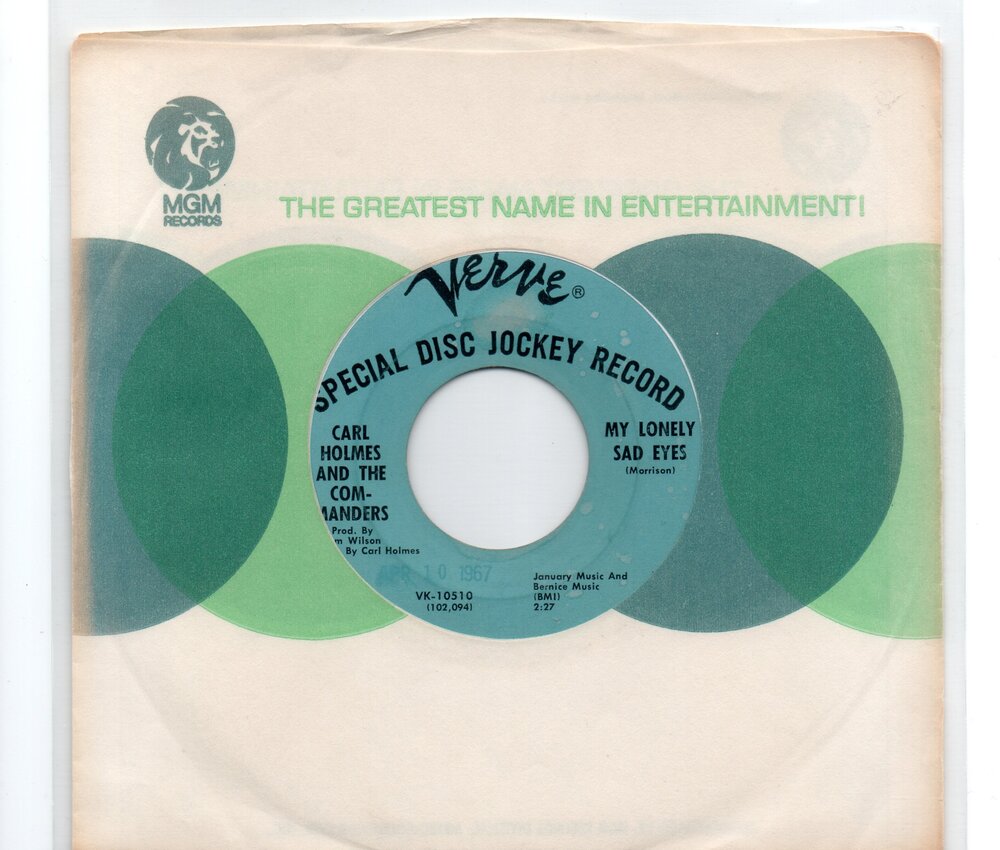 MGM
RECORDS
THE GREATEST NAME IN ENTERTAINMENT!
Verve®
SPECIAL DISC JOCKEY RECORD
CARL
HOLMES
AND THE
COM-
MANDERS
Prod. By
m Wilson
By Carl Holmes
MY LONELY
SAD EYES
(Morrison)
APR 10 1967
VK-10510
(102,094)
January Music And
Bernice Music
(BMI)
2:27